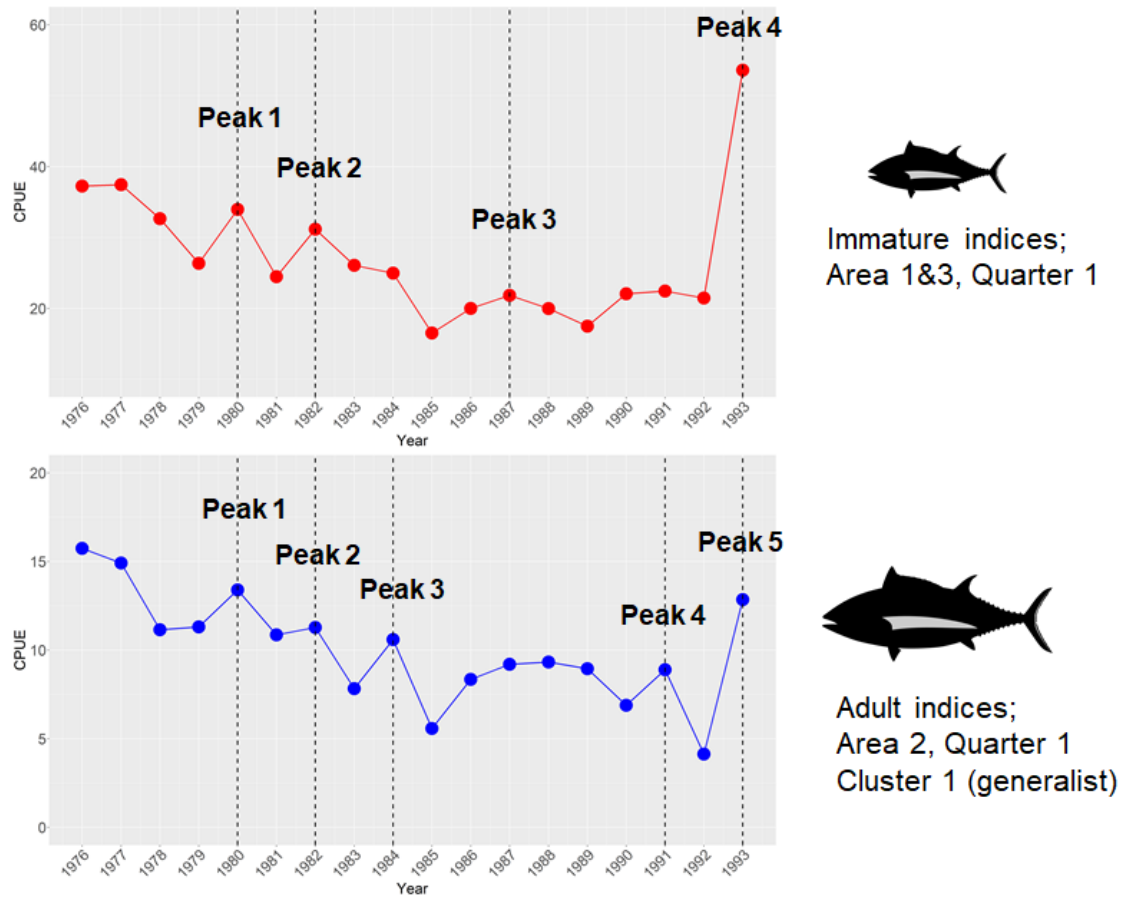 60
40
20
CPUE
Peak 1
Peak 2
Peak 3
Peak 4
1976 1977 1978 1979 1980 1981 1982 1983 1984 1985 1986 1987 1988 1989 1990 1991 1992 1993
Year
Immature indices;
Area 1&3, Quarter 1
20
15
10
5
0
CPUE
Peak 1
Peak 2
Peak 3
Peak 4
Peak 5
1976 1977 1978 1979 1980 1981 1982 1983 1984 1985 1986 1987 1988 1989 1990 1991 1992 1993
Year
Adult indices;
Area 2, Quarter 1
Cluster 1 (generalist)